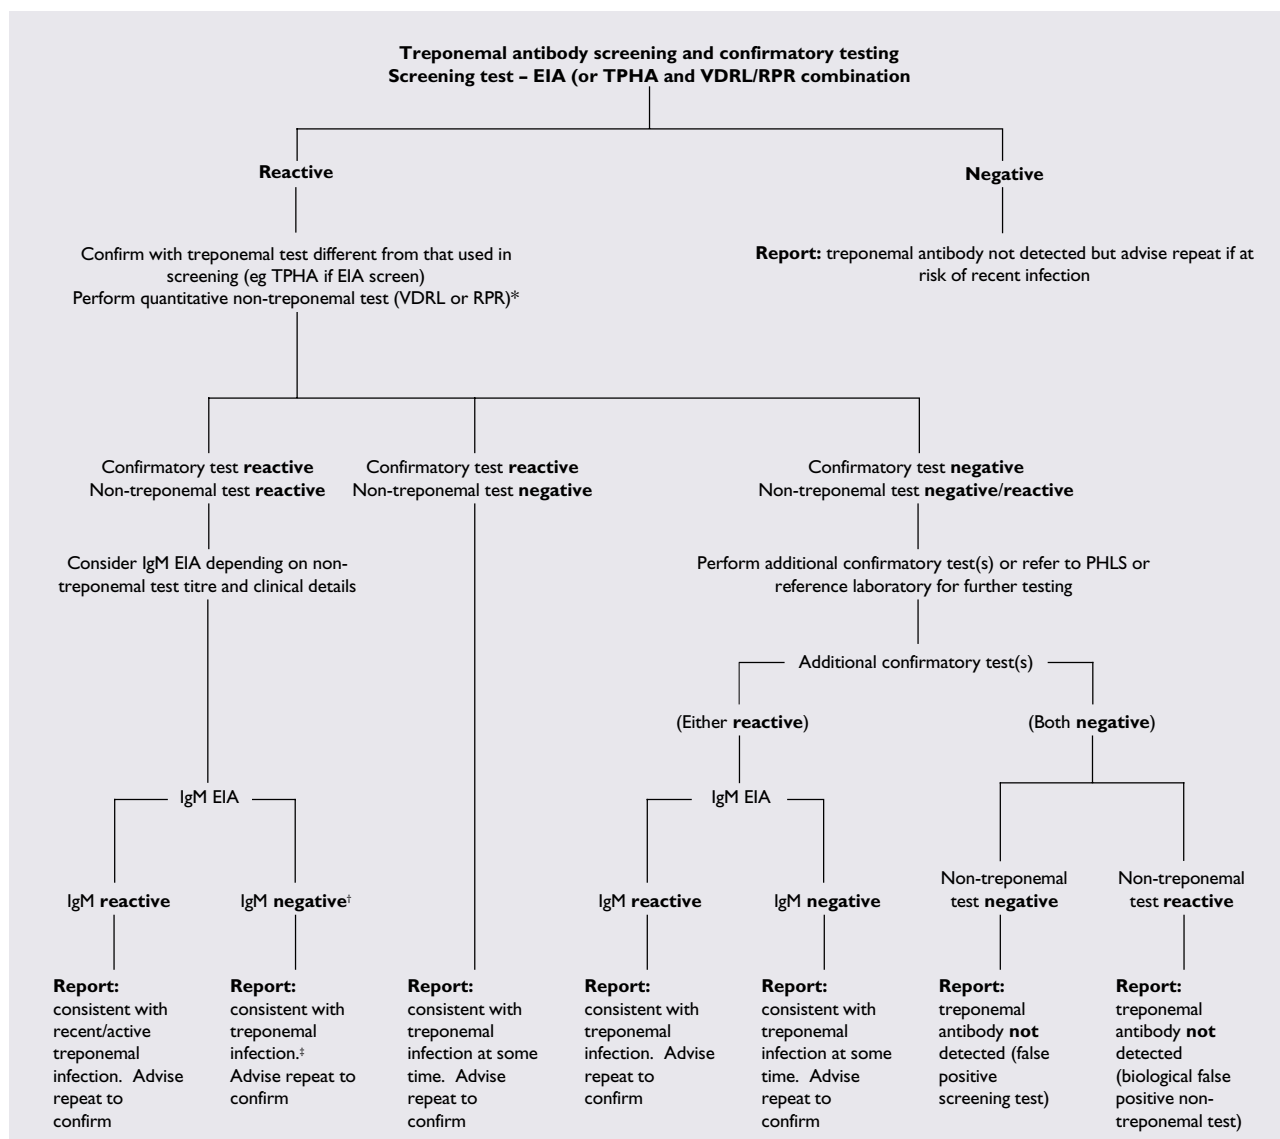 Treponemal antibody screening and confirmatory testing
Screening test – EIA (or TPHA and VDRL/RPR combination
Reactive
Negative
Confirm with treponemal test different from that used in
screening (eg TPHA if EIA screen)
Perform quantitative non-treponemal test (VDRL or RPR)*
Report: treponemal antibody not detected but advise repeat if at
risk of recent infection
Confirmatory test reactive
Non-treponemal test reactive
Confirmatory test reactive
Non-treponemal test negative
Confirmatory test negative
Non-treponemal test negative/reactive
Consider IgM EIA depending on non-
treponemal test titre and clinical details
Perform additional confirmatory test(s) or refer to PHLS or
reference laboratory for further testing
Additional confirmatory test(s)
(Either reactive)
(Both negative)
IgM EIA
IgM EIA
IgM reactive
IgM negative†
IgM reactive
IgM negative
Non-treponemal
test negative
Non-treponemal
test reactive
Report:
consistent with
recent/active
treponemal
infection. Advise
repeat to
confirm
Report:
consistent with
treponemal
infection.‡
Advise repeat to
confirm
Report:
consistent with
treponemal
infection at some
time. Advise
repeat to
confirm
Report:
consistent with
treponemal
infection. Advise
repeat to
confirm
Report:
consistent with
treponemal
infection at some
time. Advise
repeat to
confirm
Report:
treponemal
antibody not
detected (false
positive
screening test)
Report:
treponemal
antibody not
detected
(biological false
positive non-
treponemal test)